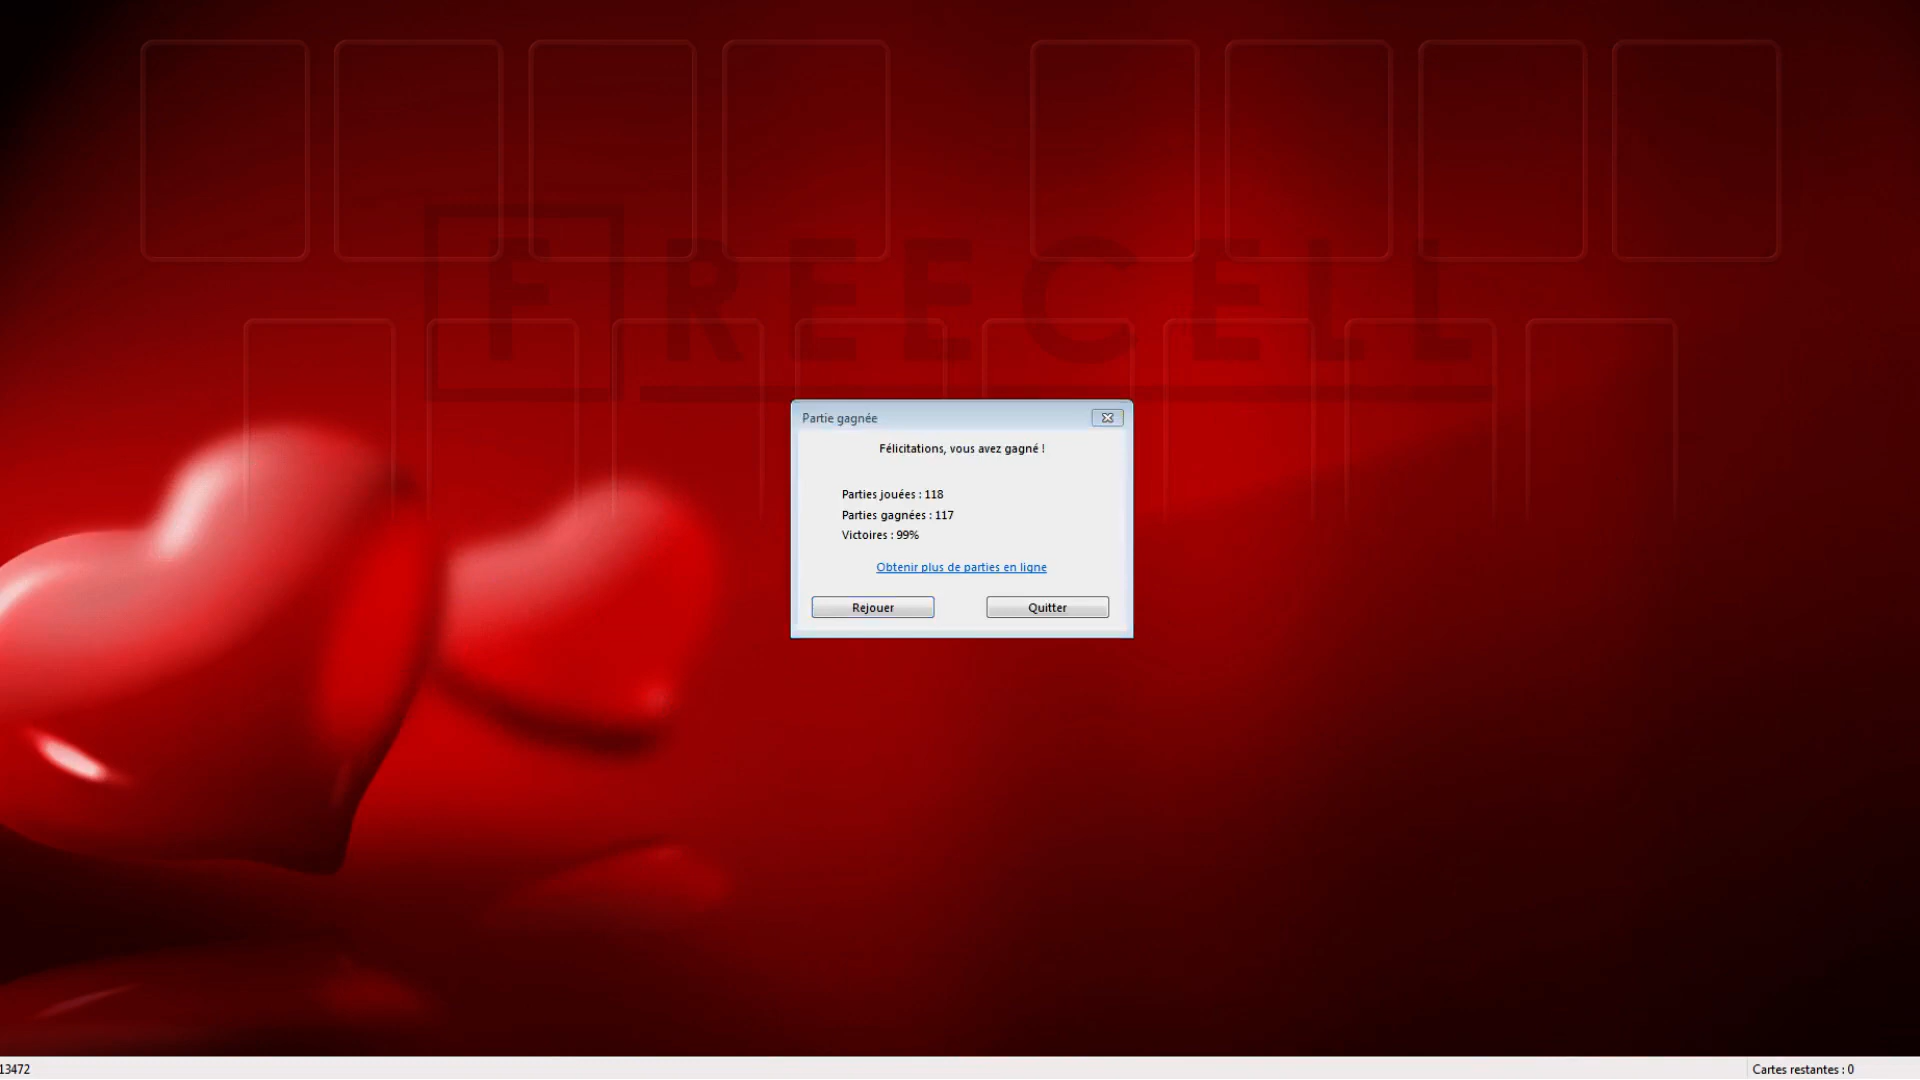 FREECELL
Partie gagnée
Félicitations, vous avez gagné !
Parties jouées : 118
Parties gagnées : 117
Victoires : 99%
Obtenir plus de parties en ligne
Rejouer
Quitter
13472
Cartes restantes : 0